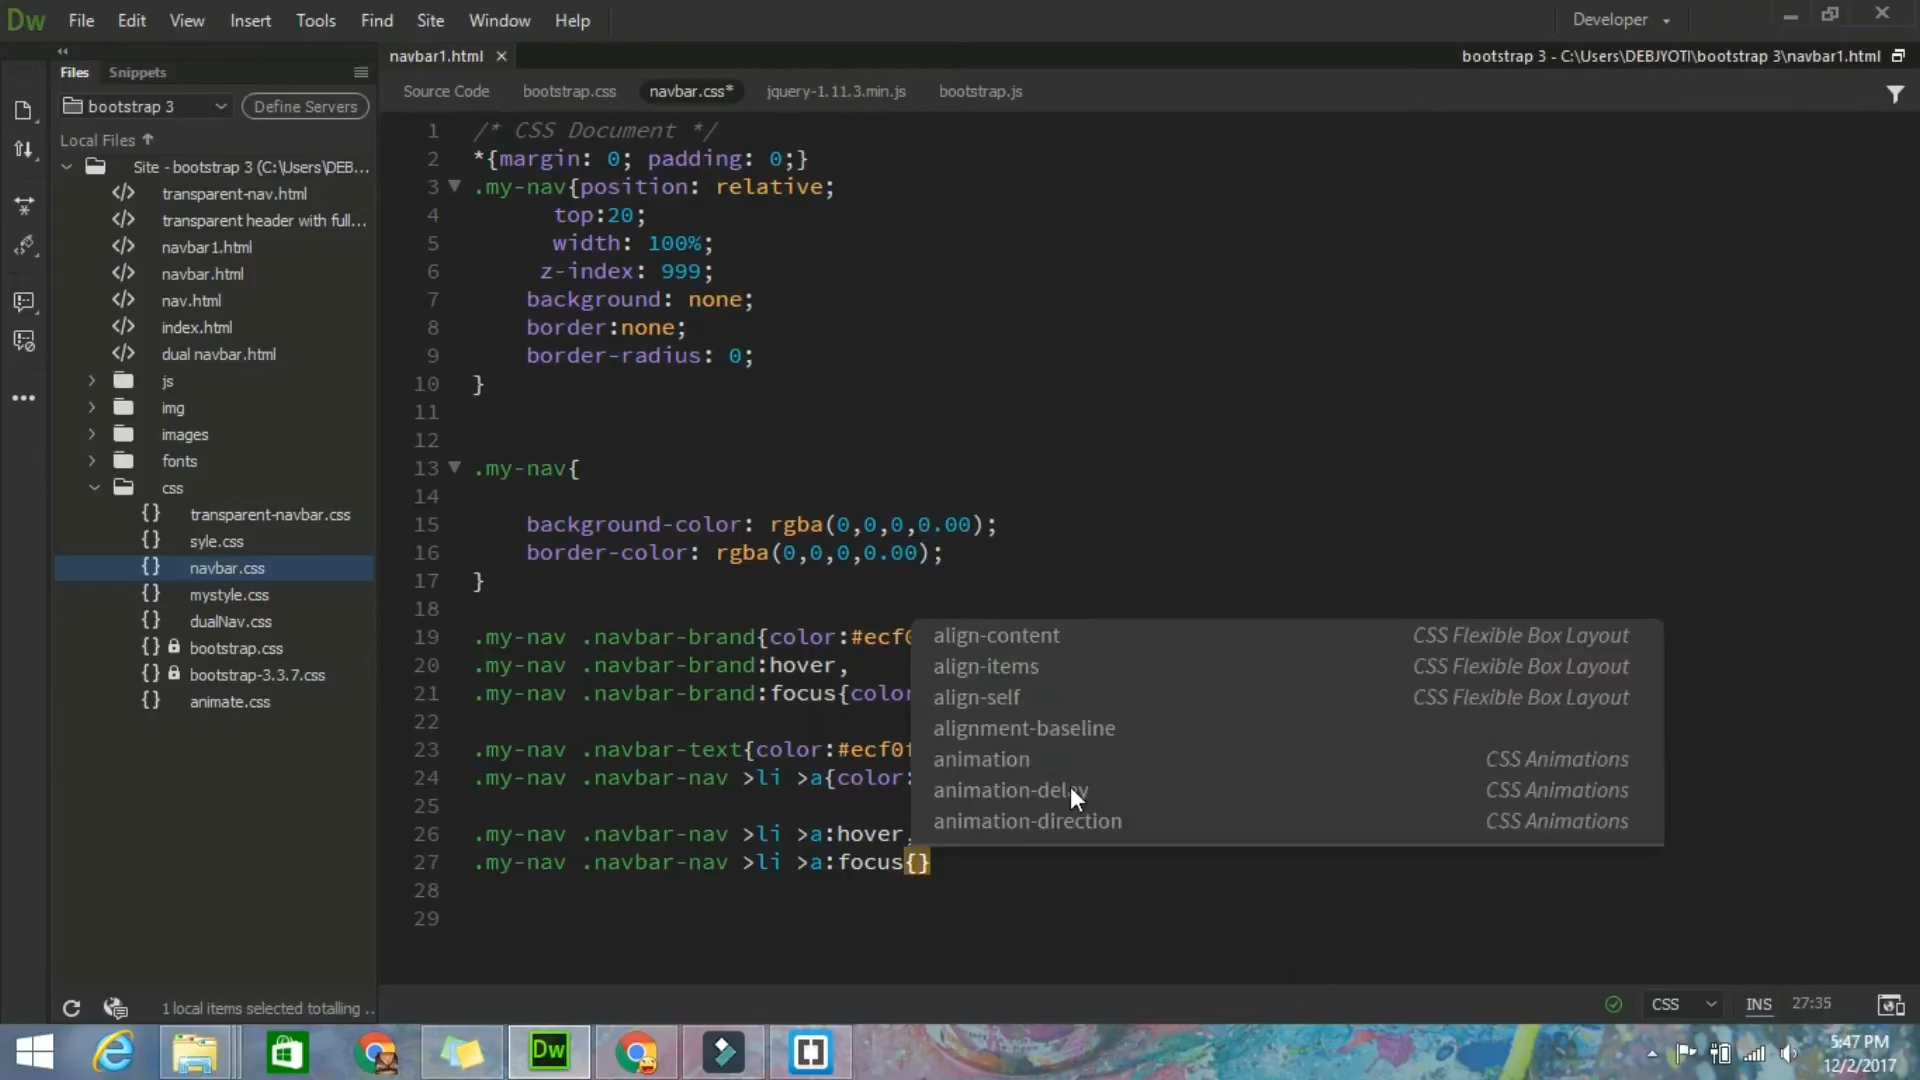 Dw File Edit View Insert Tools Find Site Window Help Developer
Files Snippets
navbar1.html
bootstrap 3 - C:\Users\DEBJYOTI\bootstrap 3\navbar1.html
Source Code bootstrap.css navbar.css* jquery-1.11.3.min.js bootstrap.js
bootstrap 3 Define Servers
Local Files
Site - bootstrap 3 (C:\Users\DEB...
transparent-nav.html
transparent header with full...
navbar1.html
navbar.html
nav.html
index.html
dual navbar.html
js
img
images
fonts
css
transparent-navbar.css
syle.css
navbar.css
mystyle.css
dualNav.css
bootstrap.css
bootstrap-3.3.7.css
animate.css
1 local items selected totalling ..
1 /* CSS Document */
2 *{margin: 0; padding: 0;}
3 .my-nav{position: relative;
4 top:20;
5 width: 100%;
6 z-index: 999;
7 background: none;
8 border:none;
9 border-radius: 0;
10 }
11
12
13 .my-nav{
14
15 background-color: rgba(0,0,0,0.00);
16 border-color: rgba(0,0,0,0.00);
17 }
18
19 .my-nav .navbar-brand{color:#ecf0
20 .my-nav .navbar-brand:hover,
21 .my-nav .navbar-brand:focus{color
22
23 .my-nav .navbar-text{color:#ecf0f
24 .my-nav .navbar-nav >li >a{color:
25
26 .my-nav .navbar-nav >li >a:hover,
27 .my-nav .navbar-nav >li >a:focus{}
28
29
align-content CSS Flexible Box Layout
align-items CSS Flexible Box Layout
align-self CSS Flexible Box Layout
alignment-baseline
animation CSS Animations
animation-delay CSS Animations
animation-direction CSS Animations
CSS INS 27:35
Dw
5:47 PM
12/2/2017